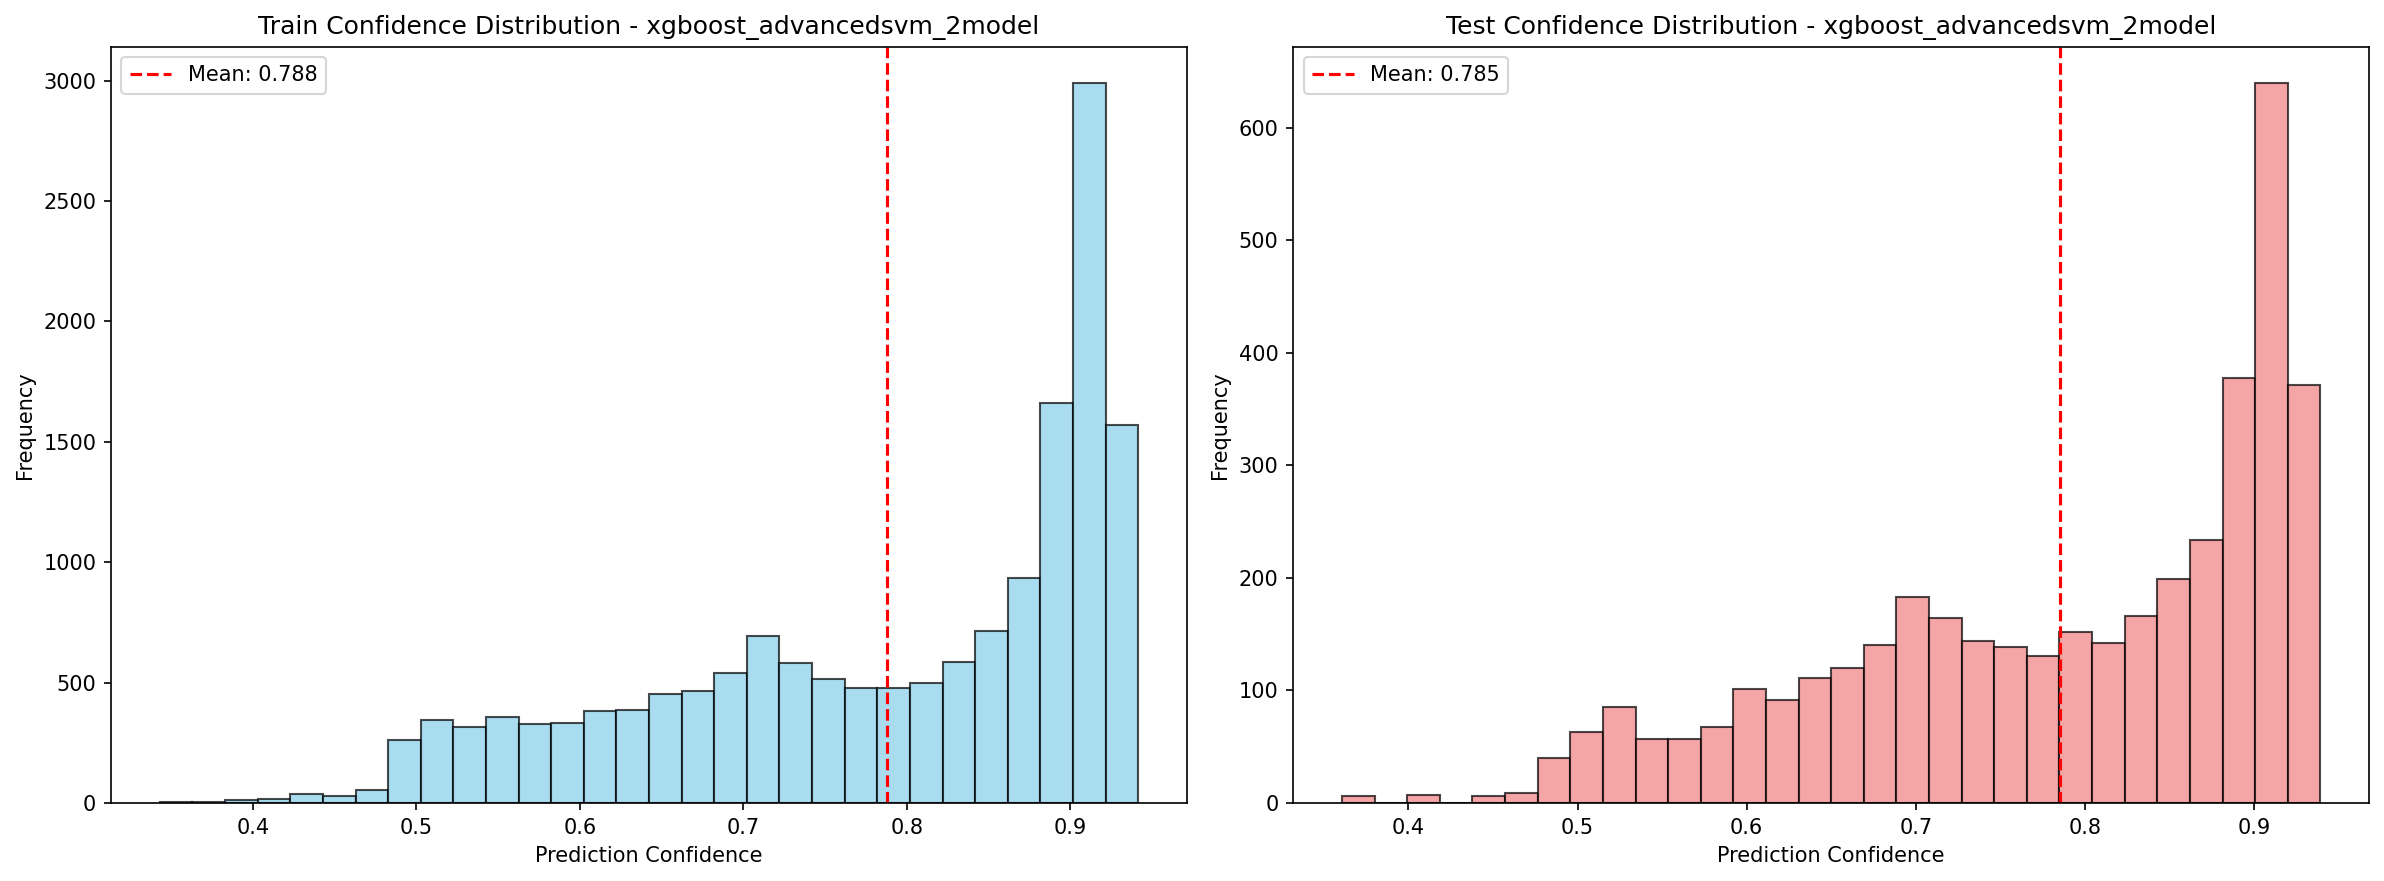 Train Confidence Distribution - xgboost_advancedsvm_2model
Mean: 0.788
3000
2500
2000
1500
1000
500
0
Frequency
0.4 0.5 0.6 0.7 0.8 0.9
Prediction Confidence
Test Confidence Distribution - xgboost_advancedsvm_2model
Mean: 0.785
600
500
400
300
200
100
0
Frequency
0.4 0.5 0.6 0.7 0.8 0.9
Prediction Confidence